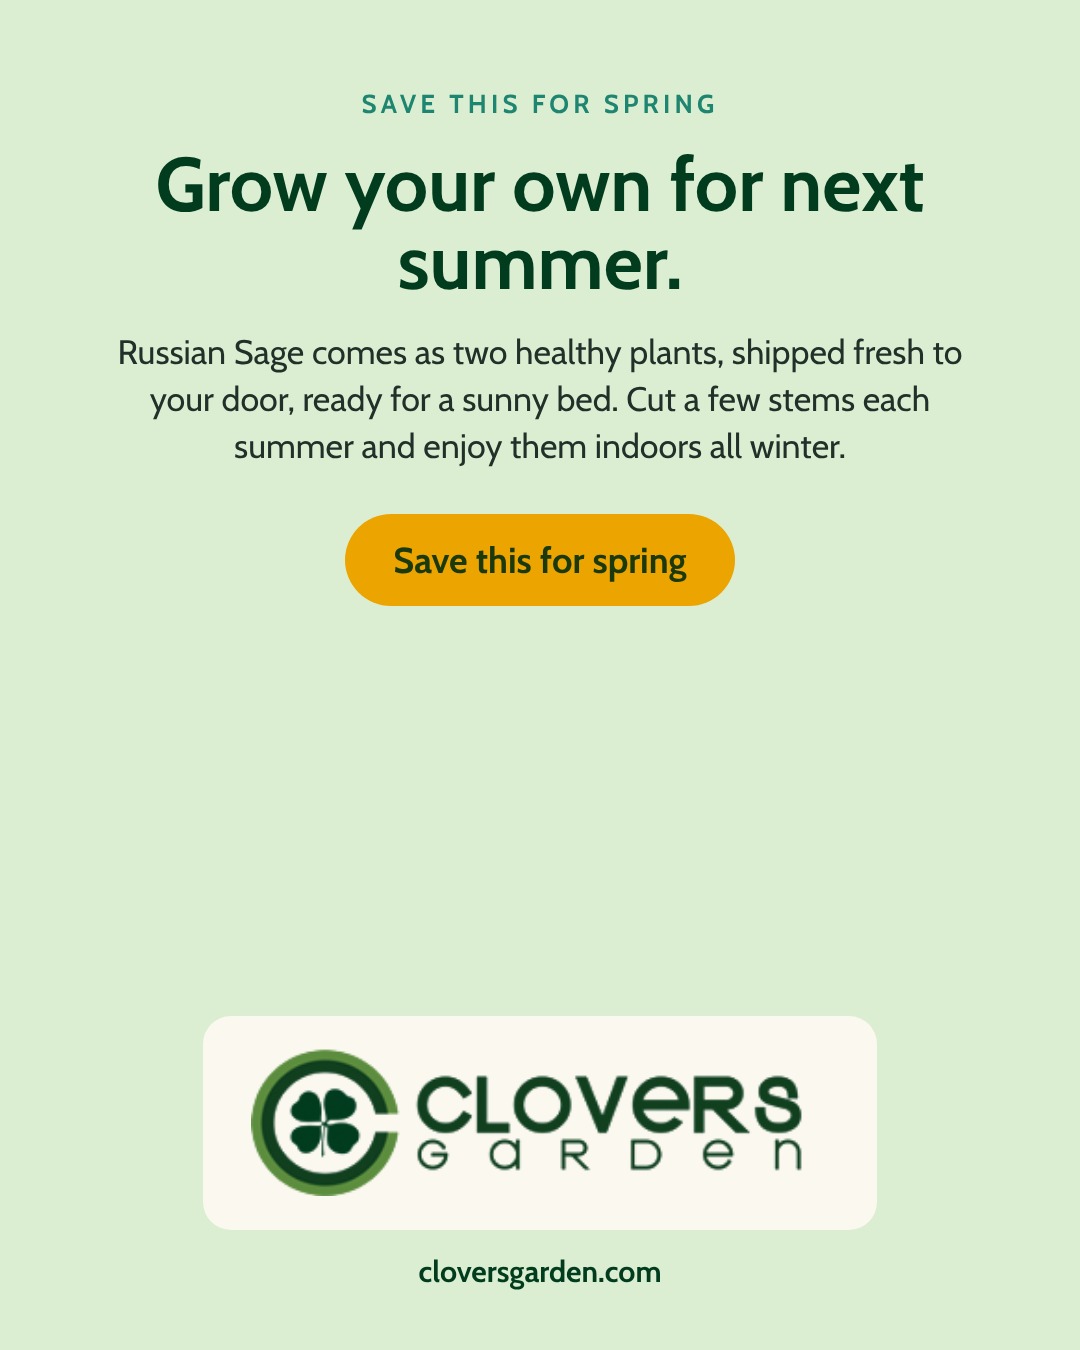 SAVE THIS FOR SPRING
Grow your own for next
summer.
Russian Sage comes as two healthy plants, shipped fresh to
your door, ready for a sunny bed. Cut a few stems each
summer and enjoy them indoors all winter.
Save this for spring
CLOVERS
GARDEN
cloversgarden.com